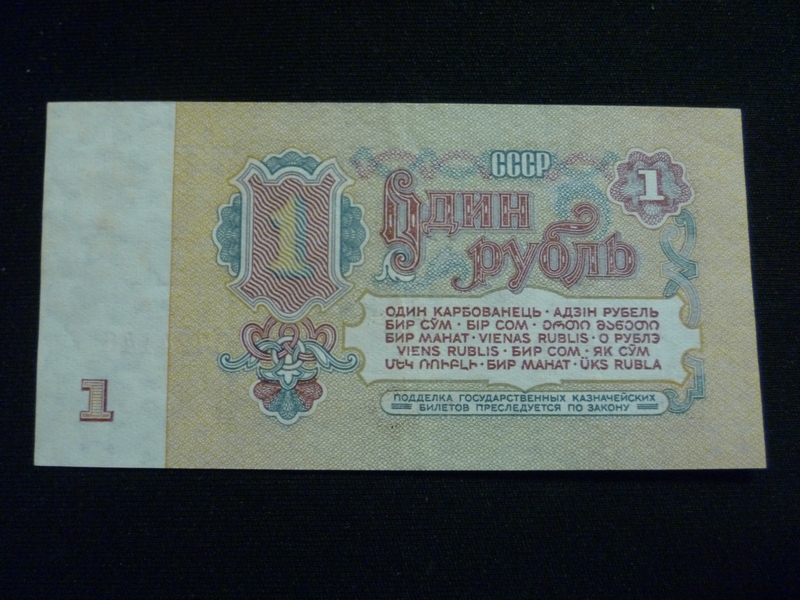 СССР
1
1
Один
рубль
ОДИН КАРБОВАНЕЦЬ · АДЗІН РУБЕЛЬ
БИР СЎМ · БІР СОМ · ᲔᲠᲗᲘ ᲛᲐᲜᲔᲗᲘ
БИР МАНАТ · VIENAS RUBLIS · О РУБЛЭ
VIENS RUBLIS · БИР СОМ · ЯК СЎМ
ՄԵԿ ՌՈՒԲԼԻ · БИР МАНАТ · ÜKS RUBLA
1
ПОДДЕЛКА ГОСУДАРСТВЕННЫХ КАЗНАЧЕЙСКИХ
БИЛЕТОВ ПРЕСЛЕДУЕТСЯ ПО ЗАКОНУ